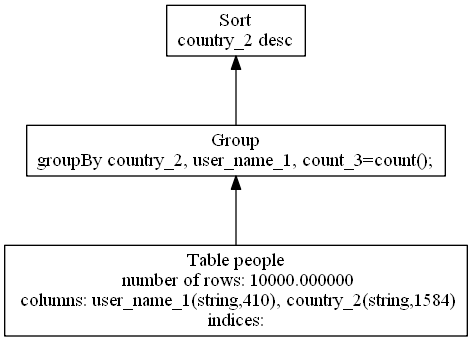 Sort
country_2 desc
Group
groupBy country_2, user_name_1, count_3=count();
Table people
number of rows: 10000.000000
columns: user_name_1(string,410), country_2(string,1584)
indices: